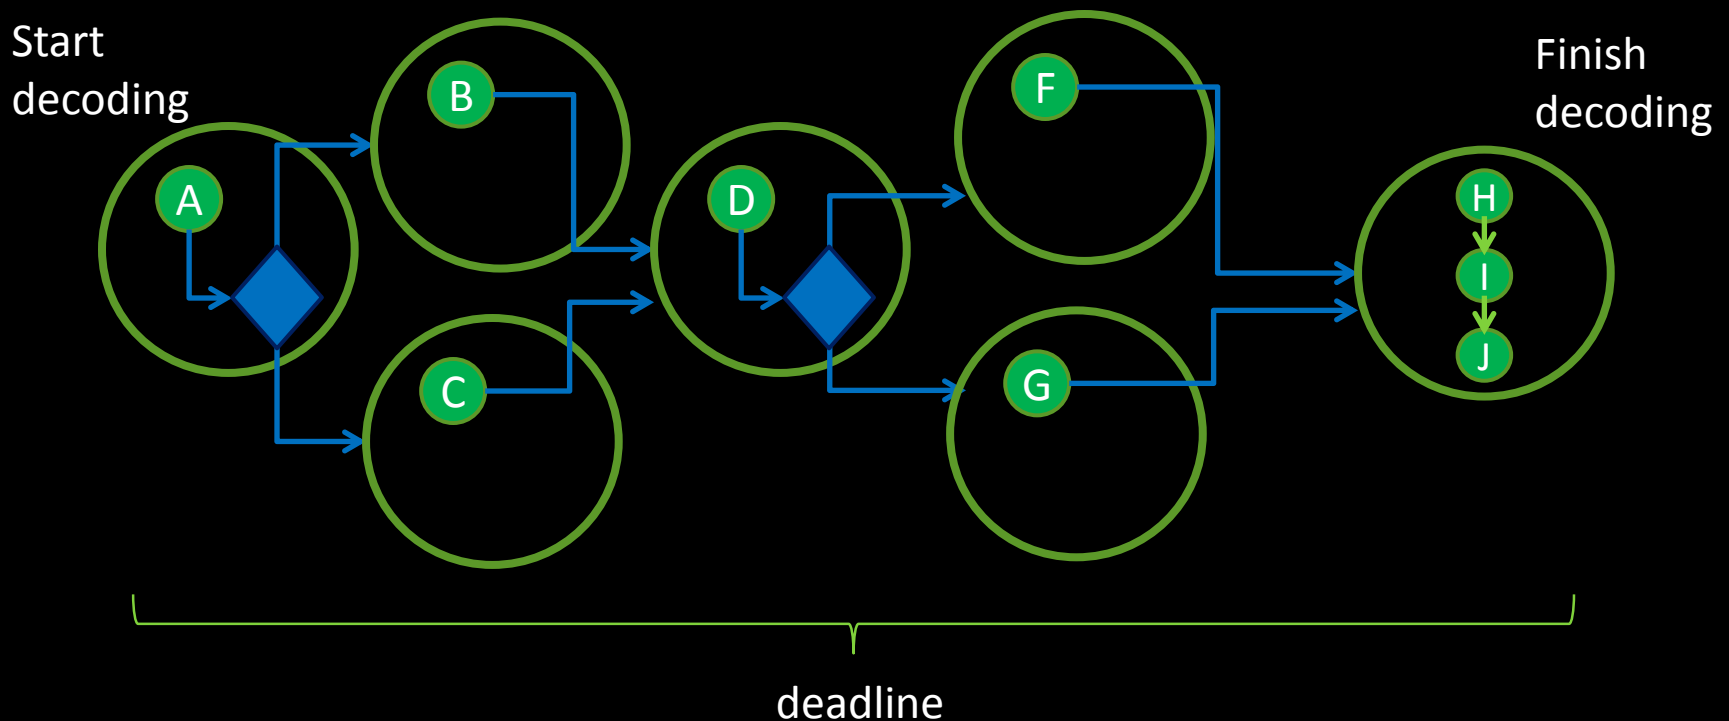 Start
decoding
A
B
C
D
F
G
H
I
J
Finish
decoding
deadline